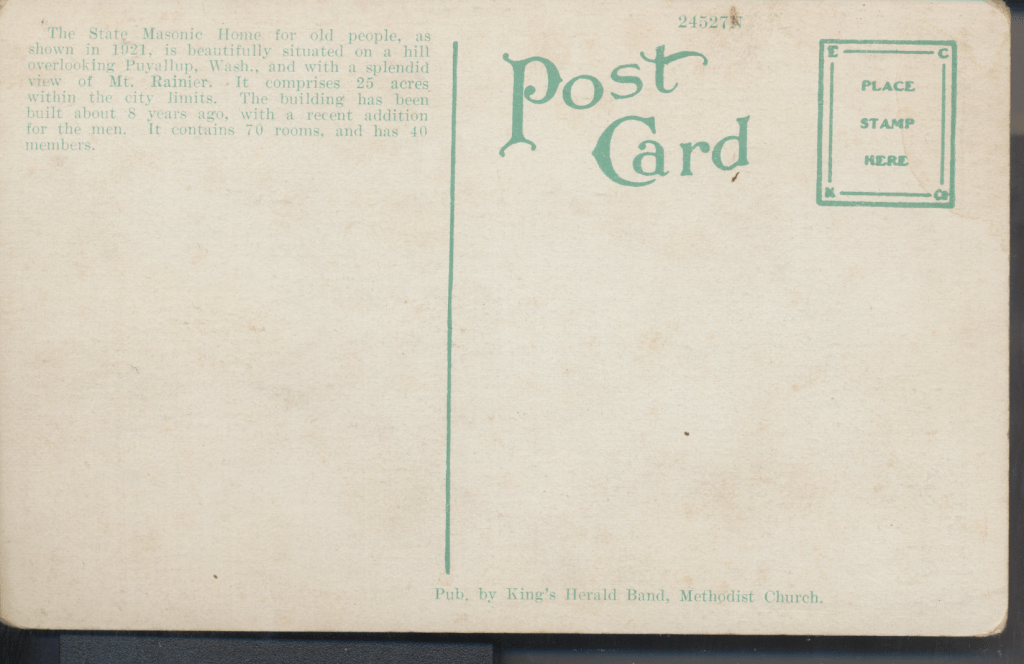 The State Masonic Home for old people, as
shown in 1921, is beautifully situated on a hill
overlooking Puyallup, Wash., and with a splendid
view of Mt. Rainier. It comprises 25 acres
within the city limits. The building has been
built about 8 years ago, with a recent addition
for the men. It contains 70 rooms, and has 40
members.
24527N
Post
Card
E C
PLACE
STAMP
HERE
K Co
Pub. by King's Herald Band, Methodist Church.